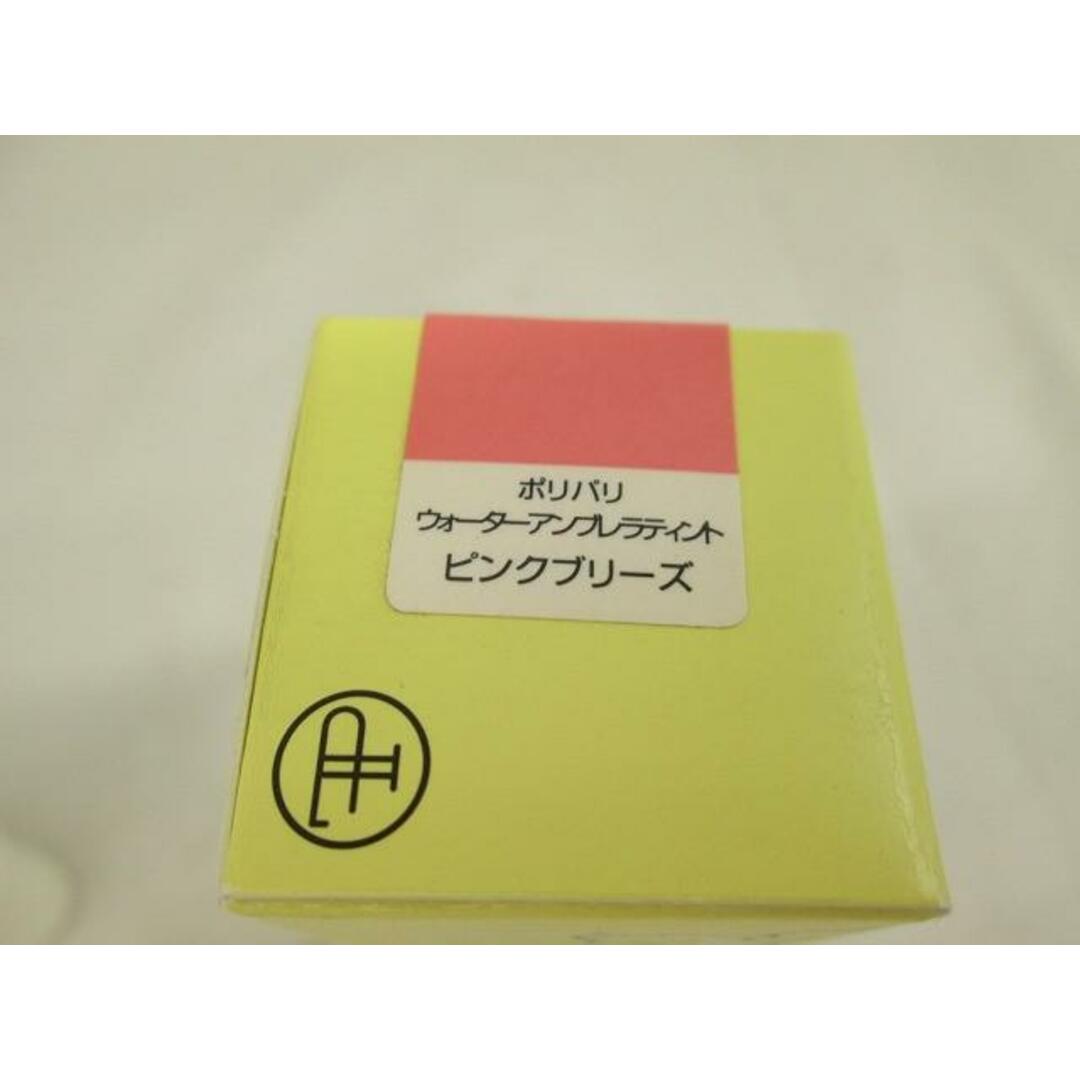 ポリパリ
ウォーターアンブレラティント
ピンクブリーズ